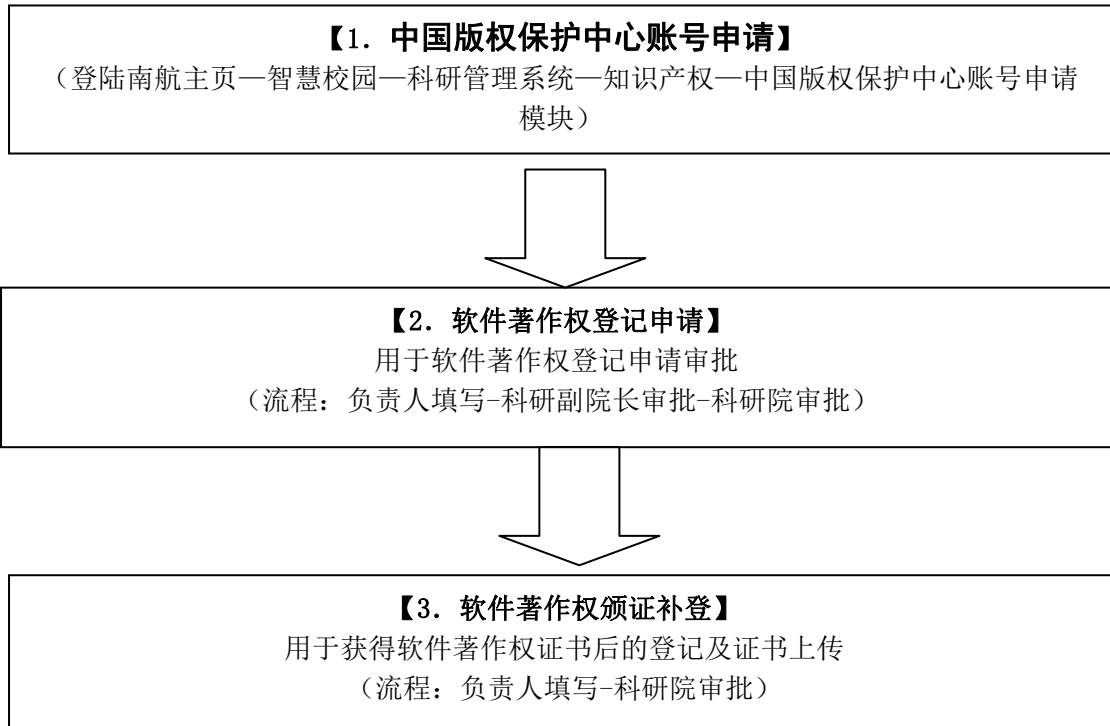 【1. 中国版权保护中心账号申请】
（登陆南航主页—智慧校园—科研管理系统—知识产权—中国版权保护中心账号申请
模块）
【2. 软件著作权登记申请】
用于软件著作权登记申请审批
（流程：负责人填写-科研副院长审批-科研院审批）
【3. 软件著作权颁证补登】
用于获得软件著作权证书后的登记及证书上传
（流程：负责人填写-科研院审批）